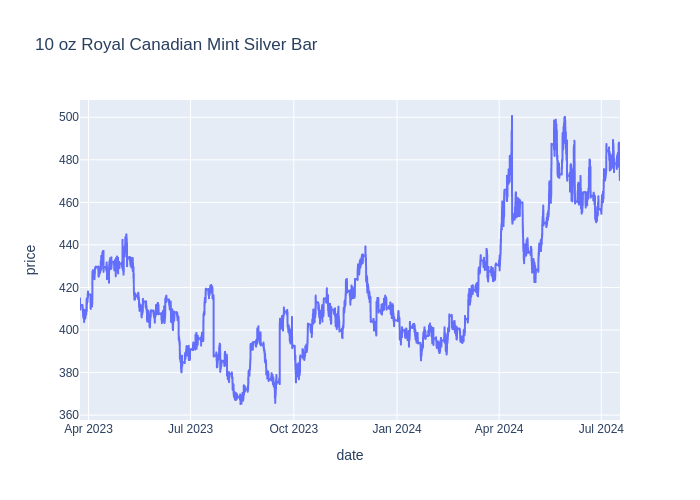 10 oz Royal Canadian Mint Silver Bar
500
480
460
440
420
400
380
360
price
Apr 2023
Jul 2023
Oct 2023
Jan 2024
Apr 2024
Jul 2024
date